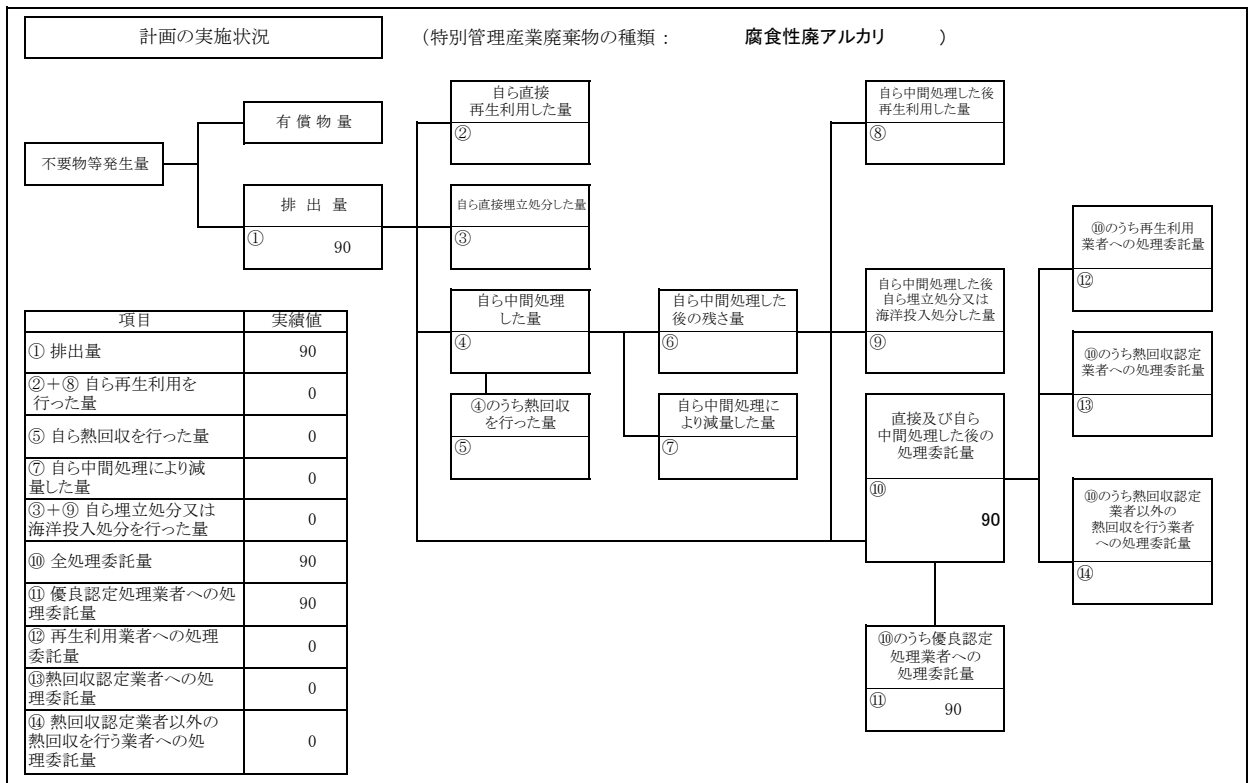 計画の実施状況
(特別管理産業廃棄物の種類： 腐食性廃アルカリ )
不要物等発生量
有 償 物 量
排 出 量
①
90
自ら直接
再生利用した量
②
自ら直接埋立処分した量
③
自ら中間処理
した量
④
④のうち熱回収
を行った量
⑤
自ら中間処理した
後の残さ量
⑥
自ら中間処理に
より減量した量
⑦
自ら中間処理した後
再生利用した量
⑧
自ら中間処理した後
自ら埋立処分又は
海洋投入処分した量
⑨
直接及び自ら
中間処理した後の
処理委託量
⑩
90
⑩のうち優良認定
処理業者への
処理委託量
⑪
90
⑩のうち再生利用
業者への処理委託量
⑫
⑩のうち熱回収認定
業者への処理委託量
⑬
⑩のうち熱回収認定
業者以外の
熱回収を行う業者
への処理委託量
⑭
項目 実績値
① 排出量 90
②＋⑧ 自ら再生利用を
行った量 0
⑤ 自ら熱回収を行った量 0
⑦ 自ら中間処理により減
量した量 0
③＋⑨ 自ら埋立処分又は
海洋投入処分を行った量 0
⑩ 全処理委託量 90
⑪ 優良認定処理業者への処
理委託量 90
⑫ 再生利用業者への処理
委託量 0
⑬熱回収認定業者への処
理委託量 0
⑭ 熱回収認定業者以外の
熱回収を行う業者への処
理委託量 0